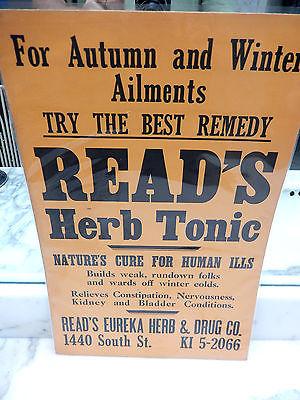 For Autumn and Winter
Ailments
TRY THE BEST REMEDY
READ'S
Herb Tonic
NATURE'S CURE FOR HUMAN ILLS
Builds weak, rundown folks
and wards off winter colds.
Relieves Constipation, Nervousness,
Kidney and Bladder Conditions.
READ'S EUREKA HERB & DRUG CO.
1440 South St. KI 5-2066